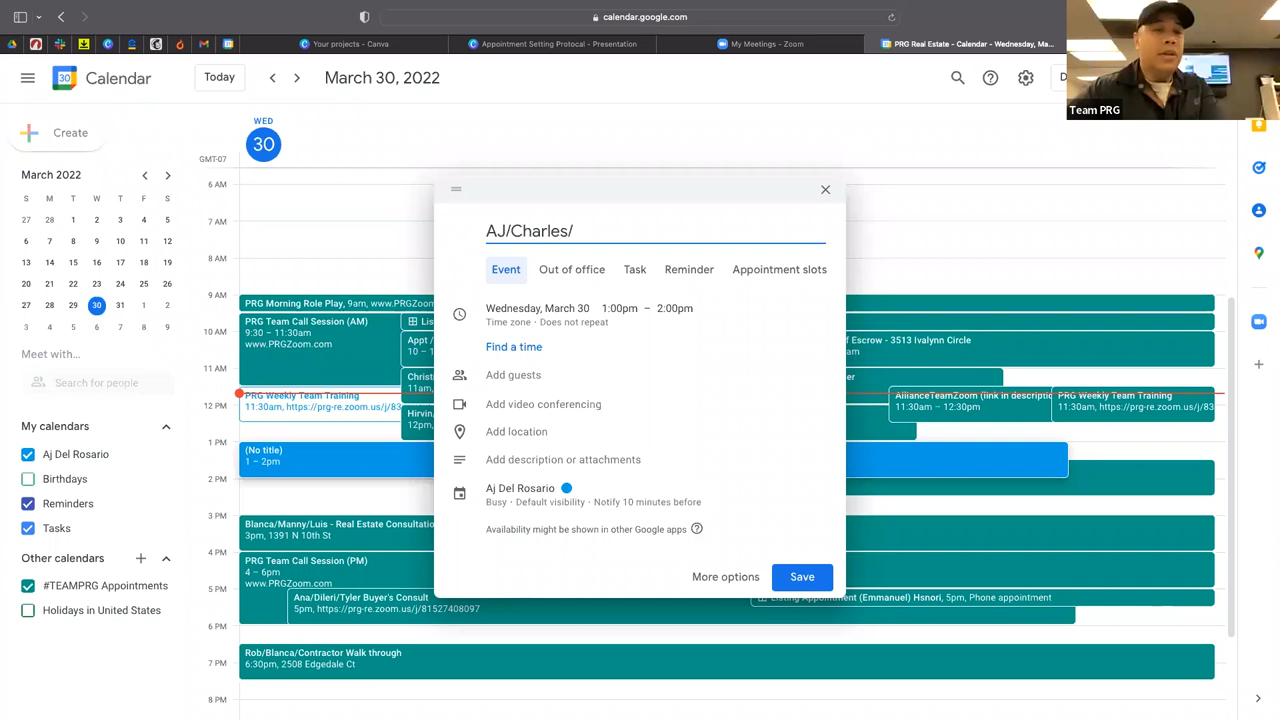 calendar.google.com
Your projects - Canva
Appointment Setting Protocal - Presentation
My Meetings - Zoom
PRG Real Estate - Calendar - Wednesday, Ma...
Calendar
Today
March 30, 2022
Team PRG
Create
WED
30
GMT-07
March 2022
S M T W T F S
27 28 1 2 3 4 5
6 7 8 9 10 11 12
13 14 15 16 17 18 19
20 21 22 23 24 25 26
27 28 29 30 31 1 2
3 4 5 6 7 8 9
Meet with...
Search for people
My calendars
Aj Del Rosario
Birthdays
Reminders
Tasks
Other calendars
#TEAMPRG Appointments
Holidays in United States
6 AM
7 AM
8 AM
9 AM
10 AM
11 AM
12 PM
1 PM
2 PM
3 PM
4 PM
5 PM
6 PM
7 PM
8 PM
PRG Morning Role Play, 9am, www.PRGZoom
PRG Team Call Session (AM)
9:30 – 11:30am
www.PRGZoom.com
Lis
Appt /
10 –
Christ
11am,
Hirvin,
12pm,
PRG Weekly Team Training
11:30am, https://prg-re.zoom.us/j/83
(No title)
1 – 2pm
Blanca/Manny/Luis - Real Estate Consultatio
3pm, 1391 N 10th St
PRG Team Call Session (PM)
4 – 6pm
www.PRGZoom.com
Ana/Dileri/Tyler Buyer's Consult
5pm, https://prg-re.zoom.us/j/81527408097
Listing Appointment (Emmanuel) Hsnori, 5pm, Phone appointment
Rob/Blanca/Contractor Walk through
6:30pm, 2508 Edgedale Ct
f Escrow - 3513 Ivalynn Circle
am
er
AllianceTeamZoom (link in descriptio
11:30am – 12:30pm
PRG Weekly Team Training
11:30am, https://prg-re.zoom.us/j/83
AJ/Charles/
Event
Out of office
Task
Reminder
Appointment slots
Wednesday, March 30 1:00pm – 2:00pm
Time zone · Does not repeat
Find a time
Add guests
Add video conferencing
Add location
Add description or attachments
Aj Del Rosario
Busy · Default visibility · Notify 10 minutes before
Availability might be shown in other Google apps
More options
Save